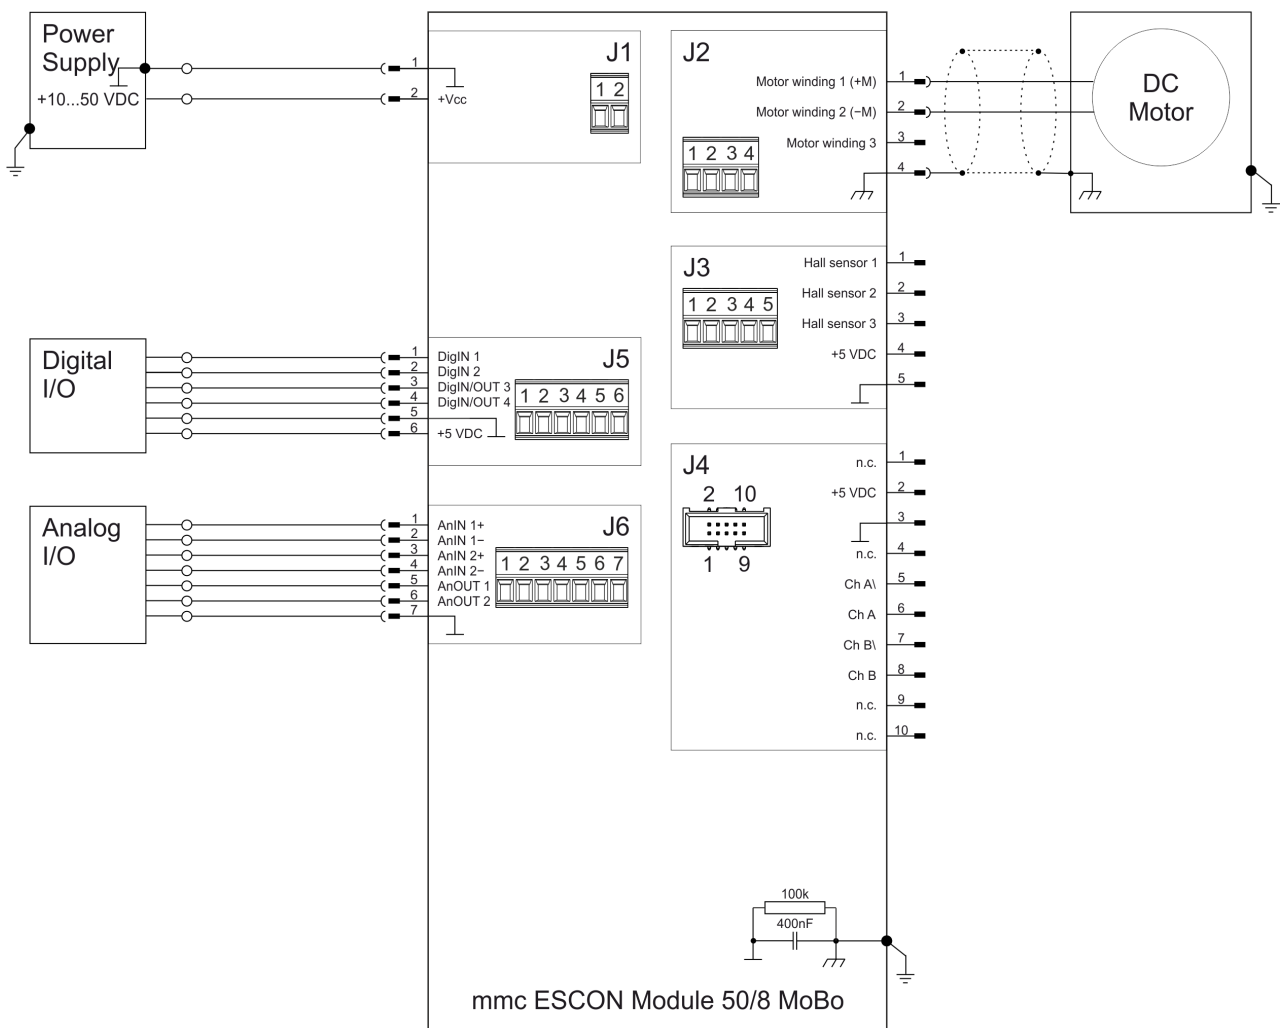 Power
Supply
+10...50 VDC
1
2
+Vcc
J1
1 2
J2
1 2 3 4
Motor winding 1 (+M)
1
Motor winding 2 (−M)
2
Motor winding 3
3
4
DC
Motor
J3
1 2 3 4 5
Hall sensor 1
1
Hall sensor 2
2
Hall sensor 3
3
+5 VDC
4
5
Digital
I/O
1
DigIN 1
2
DigIN 2
3
DigIN/OUT 3
4
DigIN/OUT 4
5
6
+5 VDC
J5
1 2 3 4 5 6
J4
2 10
1 9
n.c.
1
+5 VDC
2
3
n.c.
4
Ch A\
5
Ch A
6
Ch B\
7
Ch B
8
n.c.
9
n.c.
10
Analog
I/O
1
AnIN 1+
2
AnIN 1−
3
AnIN 2+
4
AnIN 2−
5
AnOUT 1
6
AnOUT 2
7
J6
1 2 3 4 5 6 7
100k
400nF
mmc ESCON Module 50/8 MoBo